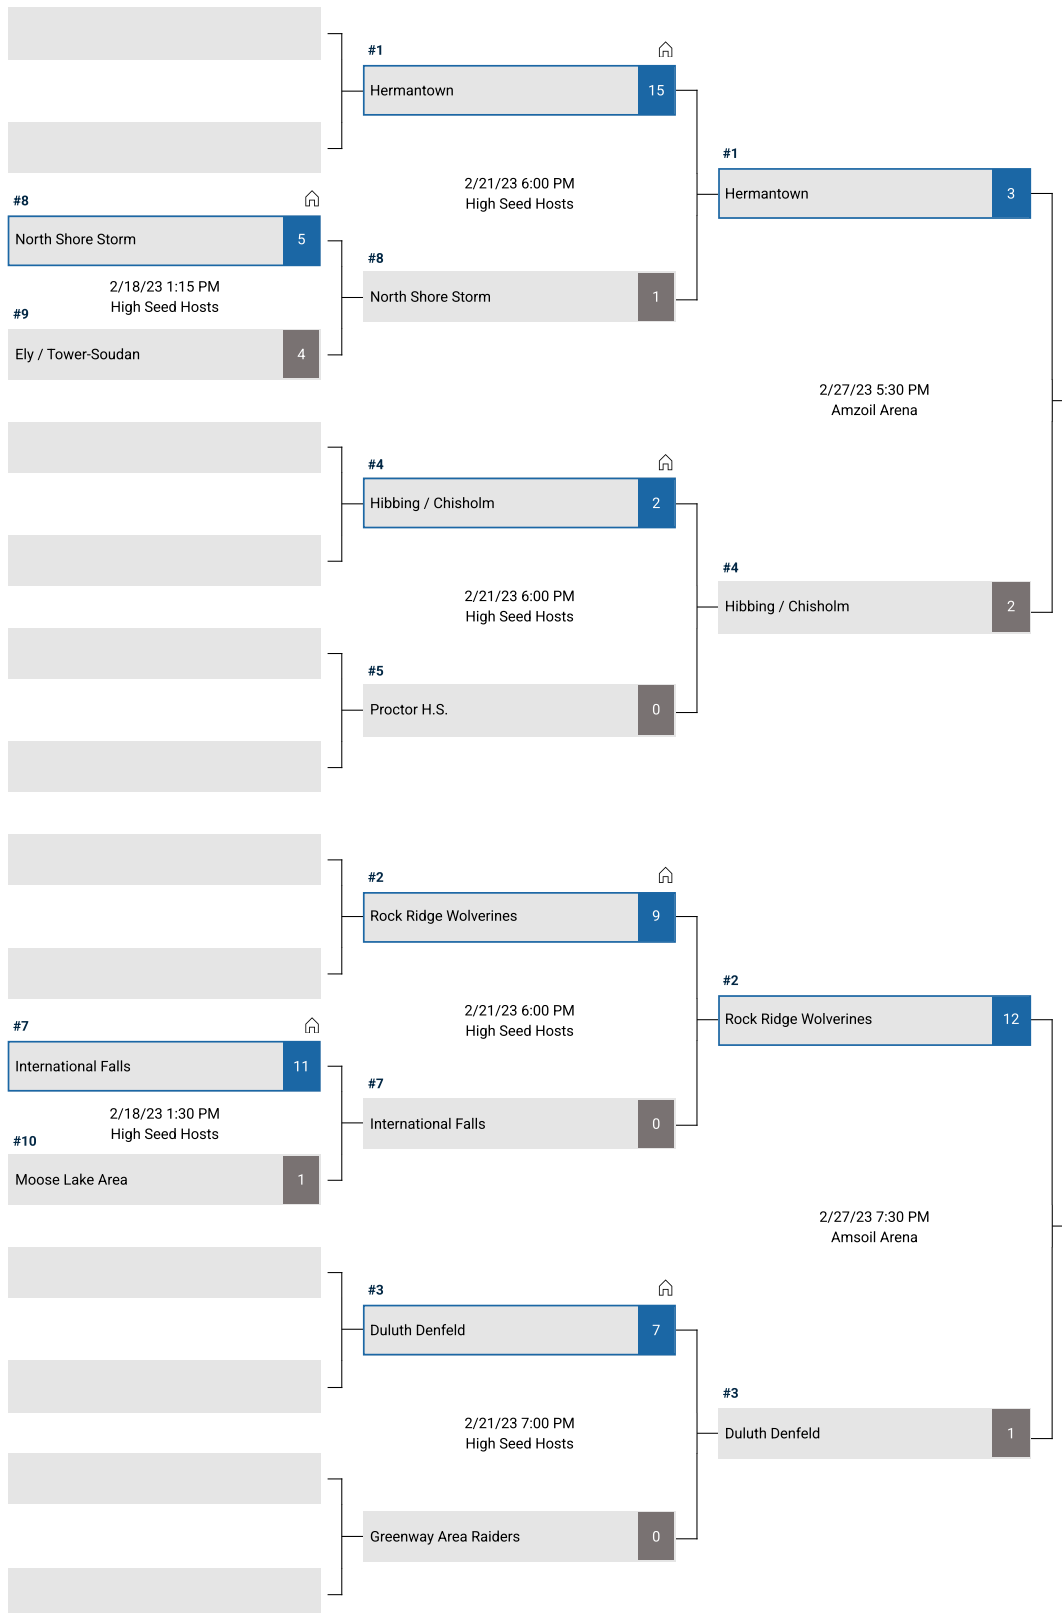 #1
Hermantown
15
2/21/23 6:00 PM
High Seed Hosts
#1
Hermantown
3
#8
North Shore Storm
5
2/18/23 1:15 PM
High Seed Hosts
#9
Ely / Tower-Soudan
4
#8
North Shore Storm
1
2/27/23 5:30 PM
Amzoil Arena
#4
Hibbing / Chisholm
2
2/21/23 6:00 PM
High Seed Hosts
#4
Hibbing / Chisholm
2
#5
Proctor H.S.
0
#2
Rock Ridge Wolverines
9
2/21/23 6:00 PM
High Seed Hosts
#2
Rock Ridge Wolverines
12
#7
International Falls
11
2/18/23 1:30 PM
High Seed Hosts
#10
Moose Lake Area
1
#7
International Falls
0
2/27/23 7:30 PM
Amsoil Arena
#3
Duluth Denfeld
7
2/21/23 7:00 PM
High Seed Hosts
#3
Duluth Denfeld
1
Greenway Area Raiders
0